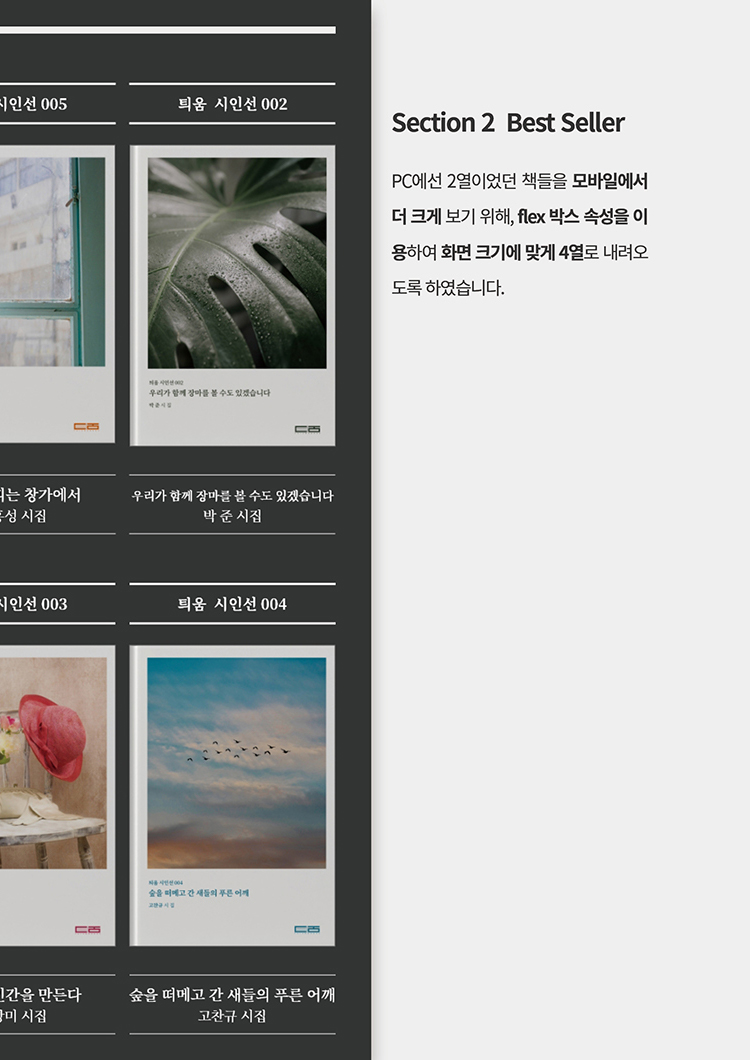 시인선 005
틔움 시인선 002
틔움 시인선 002
우리가 함께 장마를 볼 수도 있겠습니다
박 준 시 집
는 창가에서
성 시집
우리가 함께 장마를 볼 수도 있겠습니다
박 준 시집
시인선 003
틔움 시인선 004
틔움 시인선 004
숲을 떠메고 간 새들의 푸른 어깨
고찬규 시 집
간을 만든다
미 시집
숲을 떠메고 간 새들의 푸른 어깨
고찬규 시집
Section 2 Best Seller
PC에선 2열이었던 책들을 모바일에서
더 크게 보기 위해, flex 박스 속성을 이
용하여 화면 크기에 맞게 4열로 내려오
도록 하였습니다.